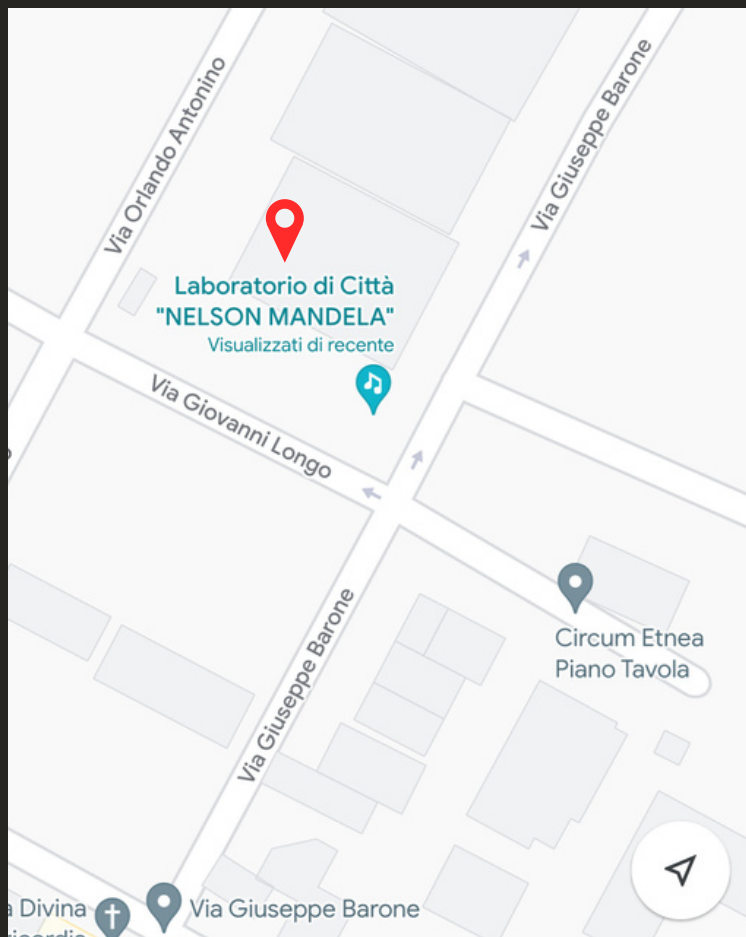 Via Orlando Antonino
Via Giuseppe Barone
Laboratorio di Città
"NELSON MANDELA"
Visualizzati di recente
Via Giovanni Longo
Circum Etnea
Piano Tavola
Via Giuseppe Barone
Divina
Via Giuseppe Barone